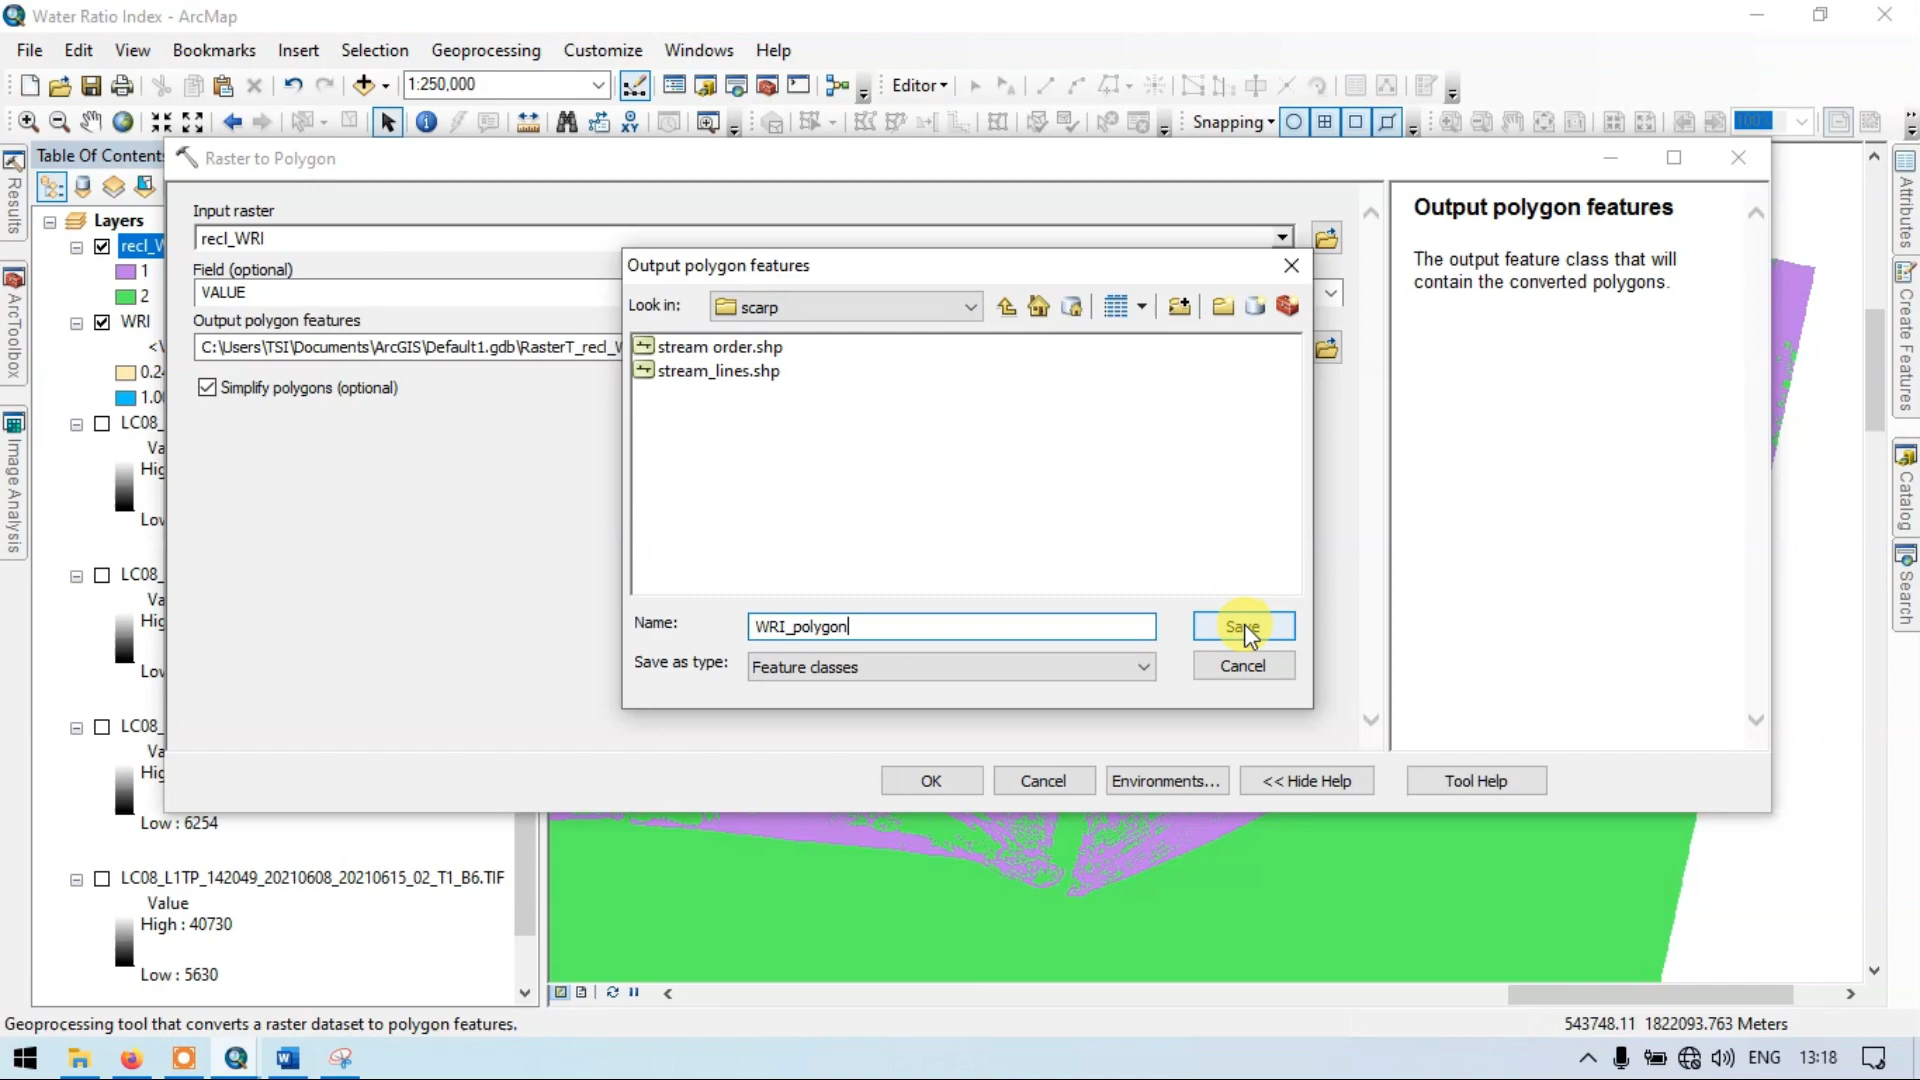 Water Ratio Index - ArcMap
File Edit View Bookmarks Insert Selection Geoprocessing Customize Windows Help
1:250,000
Editor
Snapping
100%
Table Of Content
Raster to Polygon
Results
ArcToolbox
Image Analysis
Layers
recl_W
1
2
WRI
<V
0.24
1.00
LC08_
Va
Hig
Lov
LC08_
Va
Hig
Lov
LC08_
Va
Hig
Low : 6254
LC08_L1TP_142049_20210608_20210615_02_T1_B6.TIF
Value
High : 40730
Low : 5630
Input raster
recl_WRI
Field (optional)
VALUE
Output polygon features
C:\Users\TSI\Documents\ArcGIS\Default1.gdb\RasterT_recl_W
Simplify polygons (optional)
Output polygon features
Look in:
scarp
stream order.shp
stream_lines.shp
Name:
WRI_polygon
Save
Save as type:
Feature classes
Cancel
OK
Cancel
Environments...
<< Hide Help
Tool Help
Output polygon features
The output feature class that will
contain the converted polygons.
Attributes
Create Features
Catalog
Search
Geoprocessing tool that converts a raster dataset to polygon features.
543748.11 1822093.763 Meters
ENG
13:18